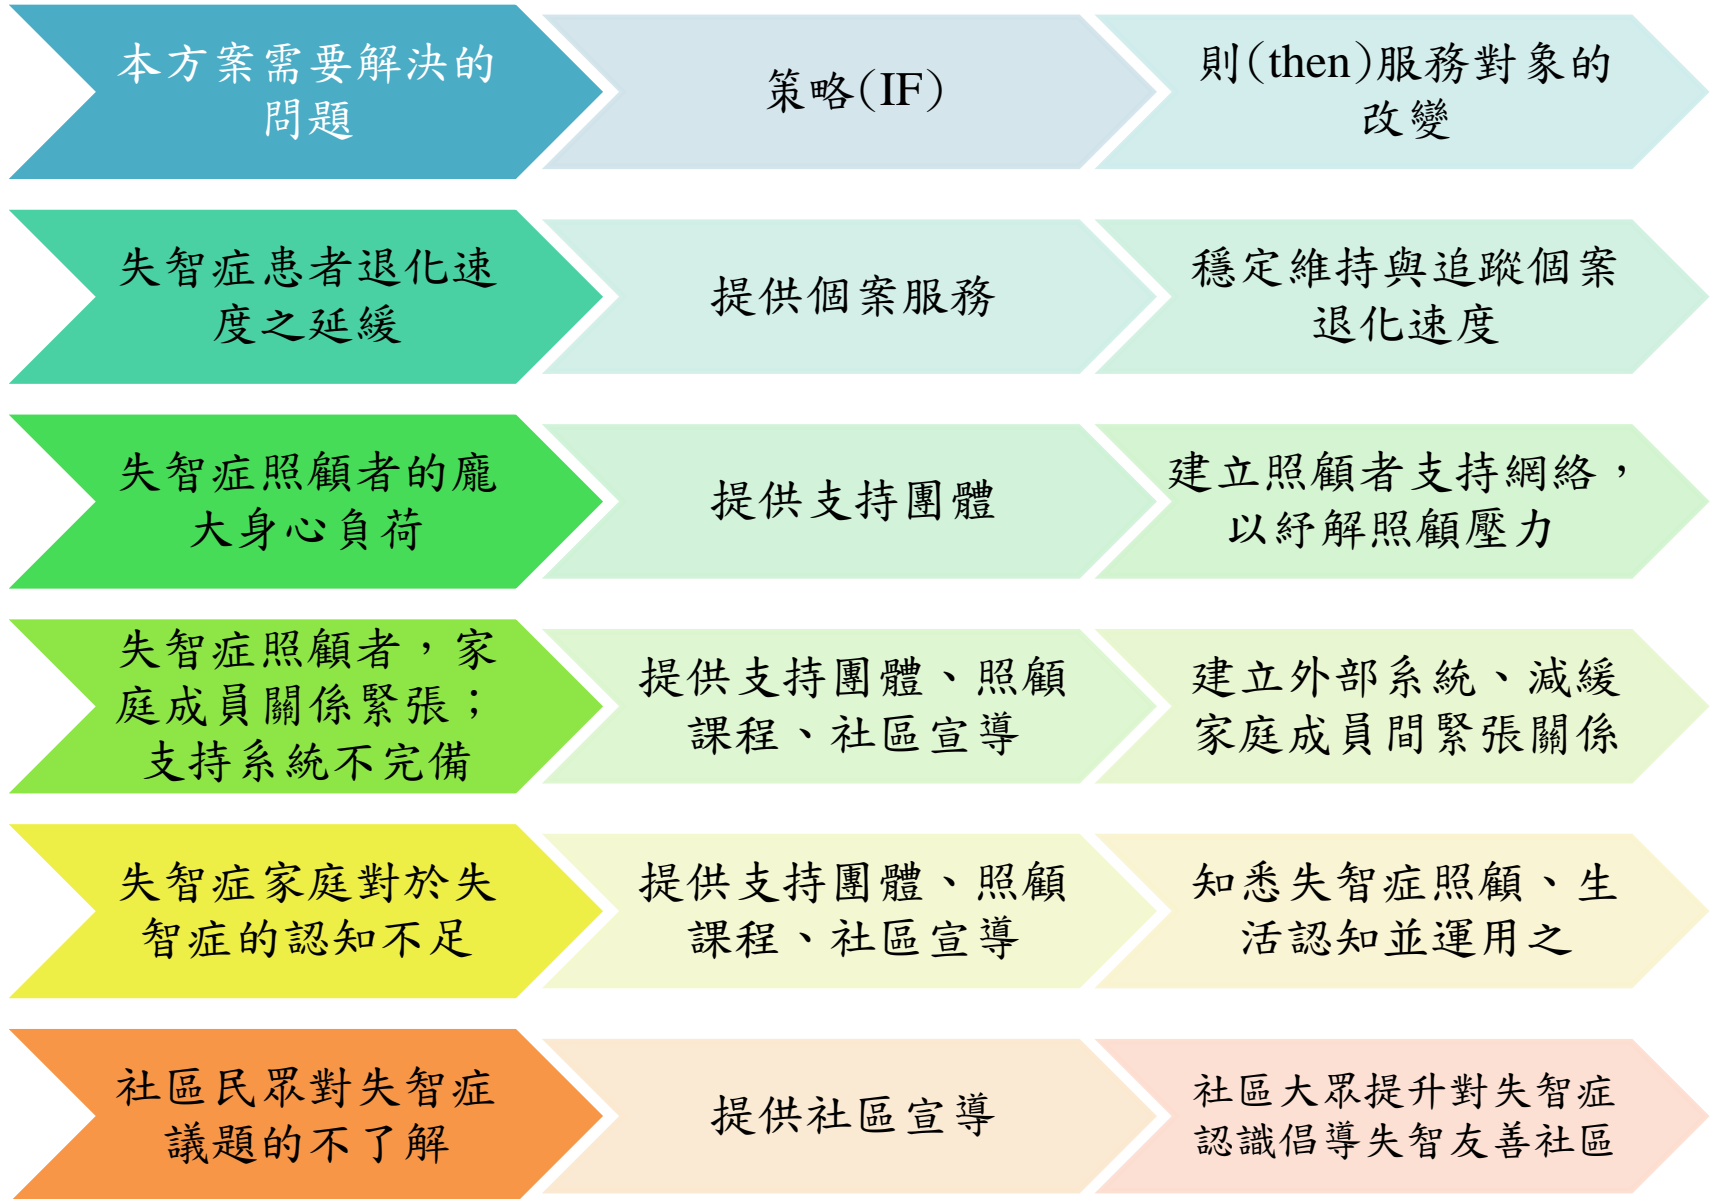 本方案需要解決的
問題
策略(IF)
則(then)服務對象的
改變
失智症患者退化速
度之延緩
提供個案服務
穩定維持與追蹤個案
退化速度
失智症照顧者的龐
大身心負荷
提供支持團體
建立照顧者支持網絡，
以紓解照顧壓力
失智症照顧者，家
庭成員關係緊張；
支持系統不完備
提供支持團體、照顧
課程、社區宣導
建立外部系統、減緩
家庭成員間緊張關係
失智症家庭對於失
智症的認知不足
提供支持團體、照顧
課程、社區宣導
知悉失智症照顧、生
活認知並運用之
社區民眾對失智症
議題的不了解
提供社區宣導
社區大眾提升對失智症
認識倡導失智友善社區